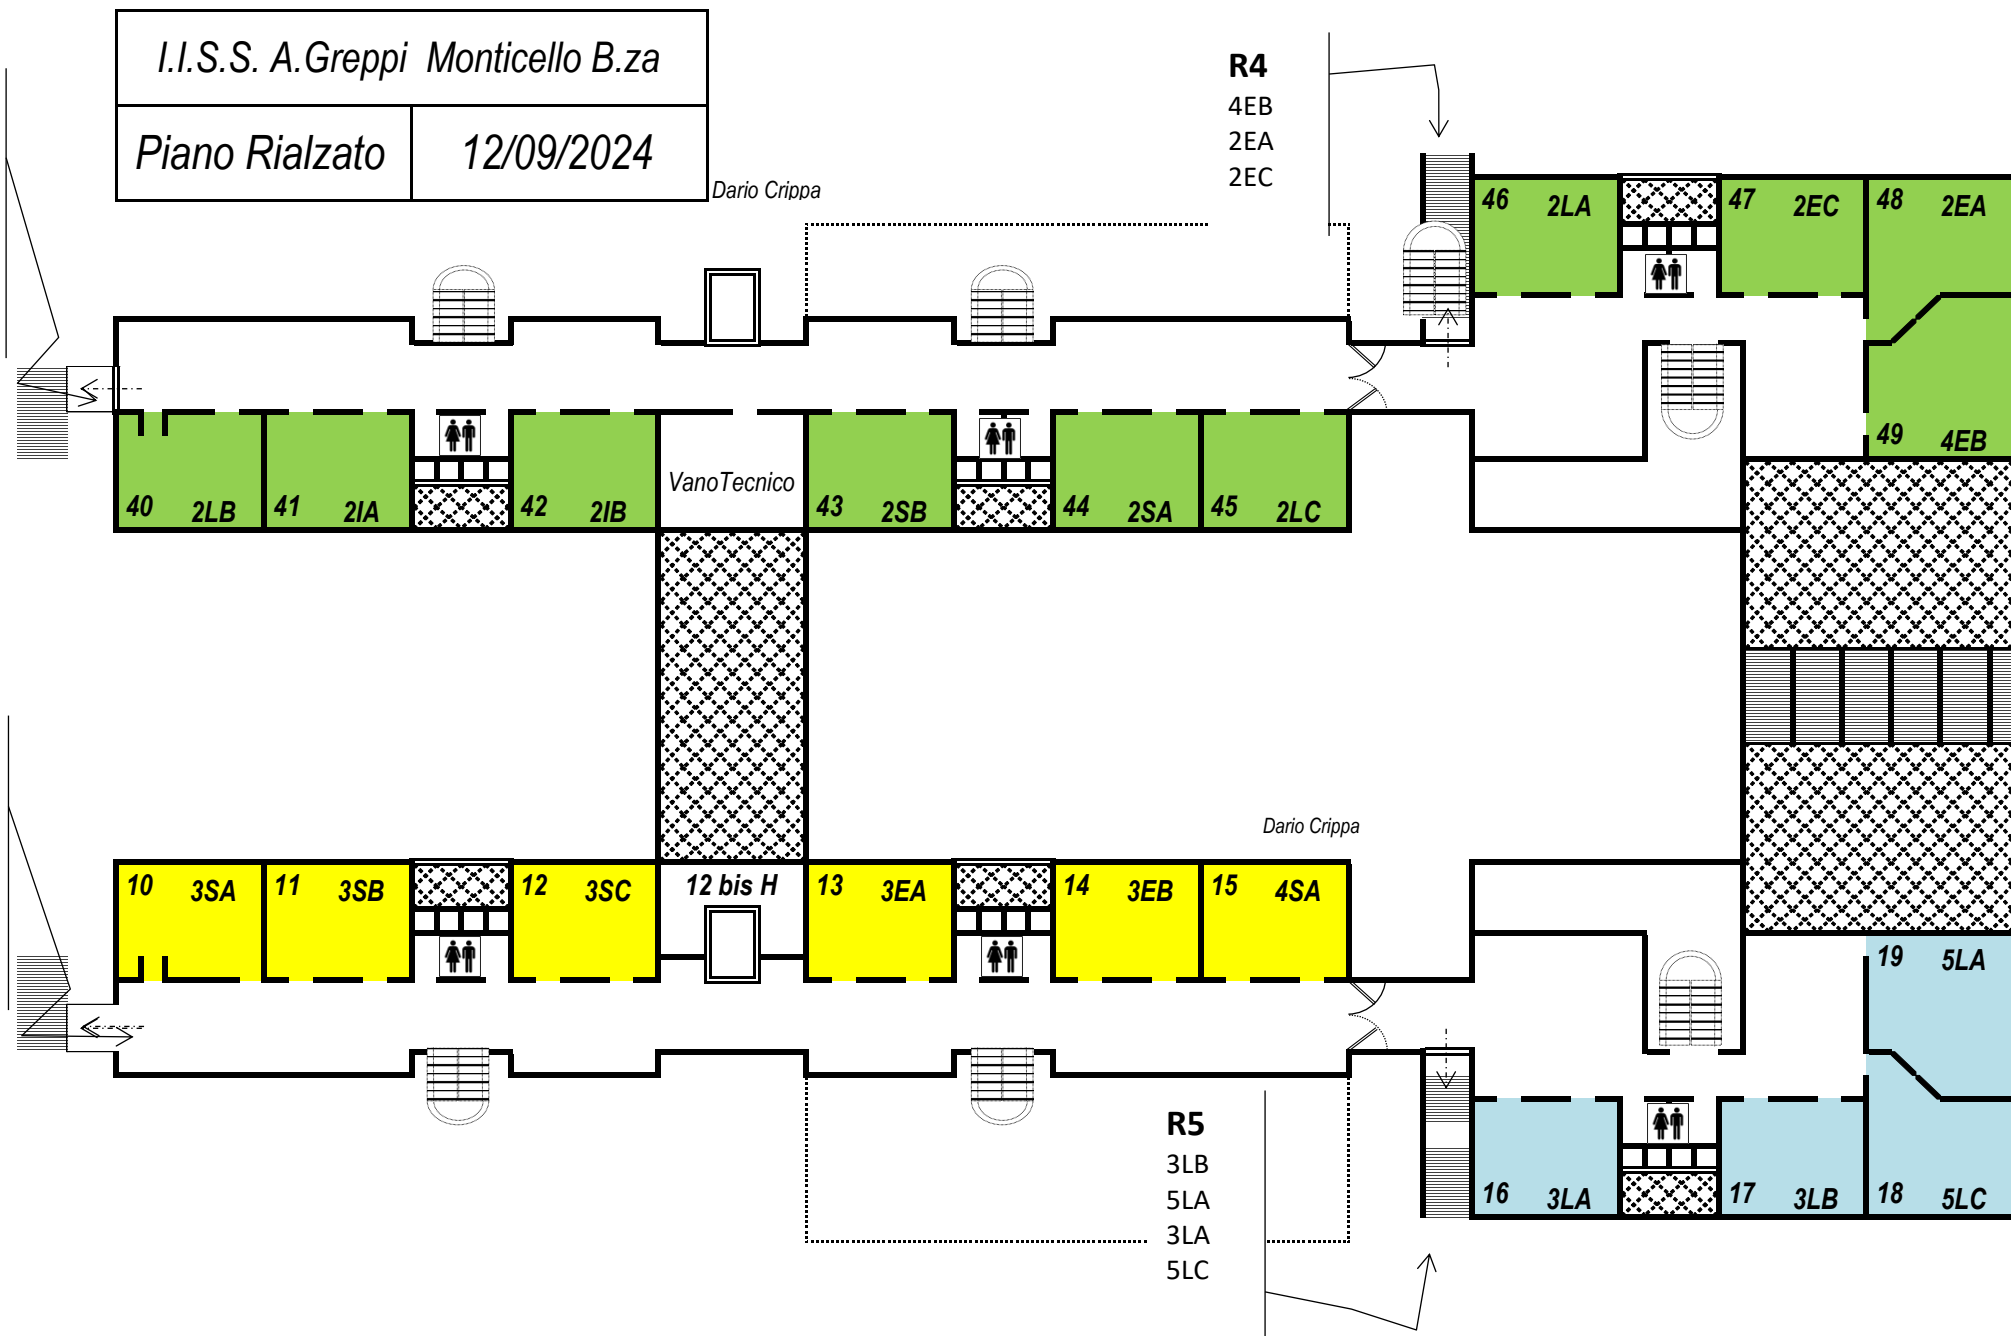 I.I.S.S. A.Greppi Monticello B.za
Piano Rialzato 12/09/2024
Dario Crippa
R4
4EB
2EA
2EC
46 2LA
47 2EC
48 2EA
49 4EB
40 2LB
41 2IA
42 2IB
VanoTecnico
43 2SB
44 2SA
45 2LC
Dario Crippa
10 3SA
11 3SB
12 3SC
12 bis H
13 3EA
14 3EB
15 4SA
19 5LA
R5
3LB
5LA
3LA
5LC
16 3LA
17 3LB
18 5LC